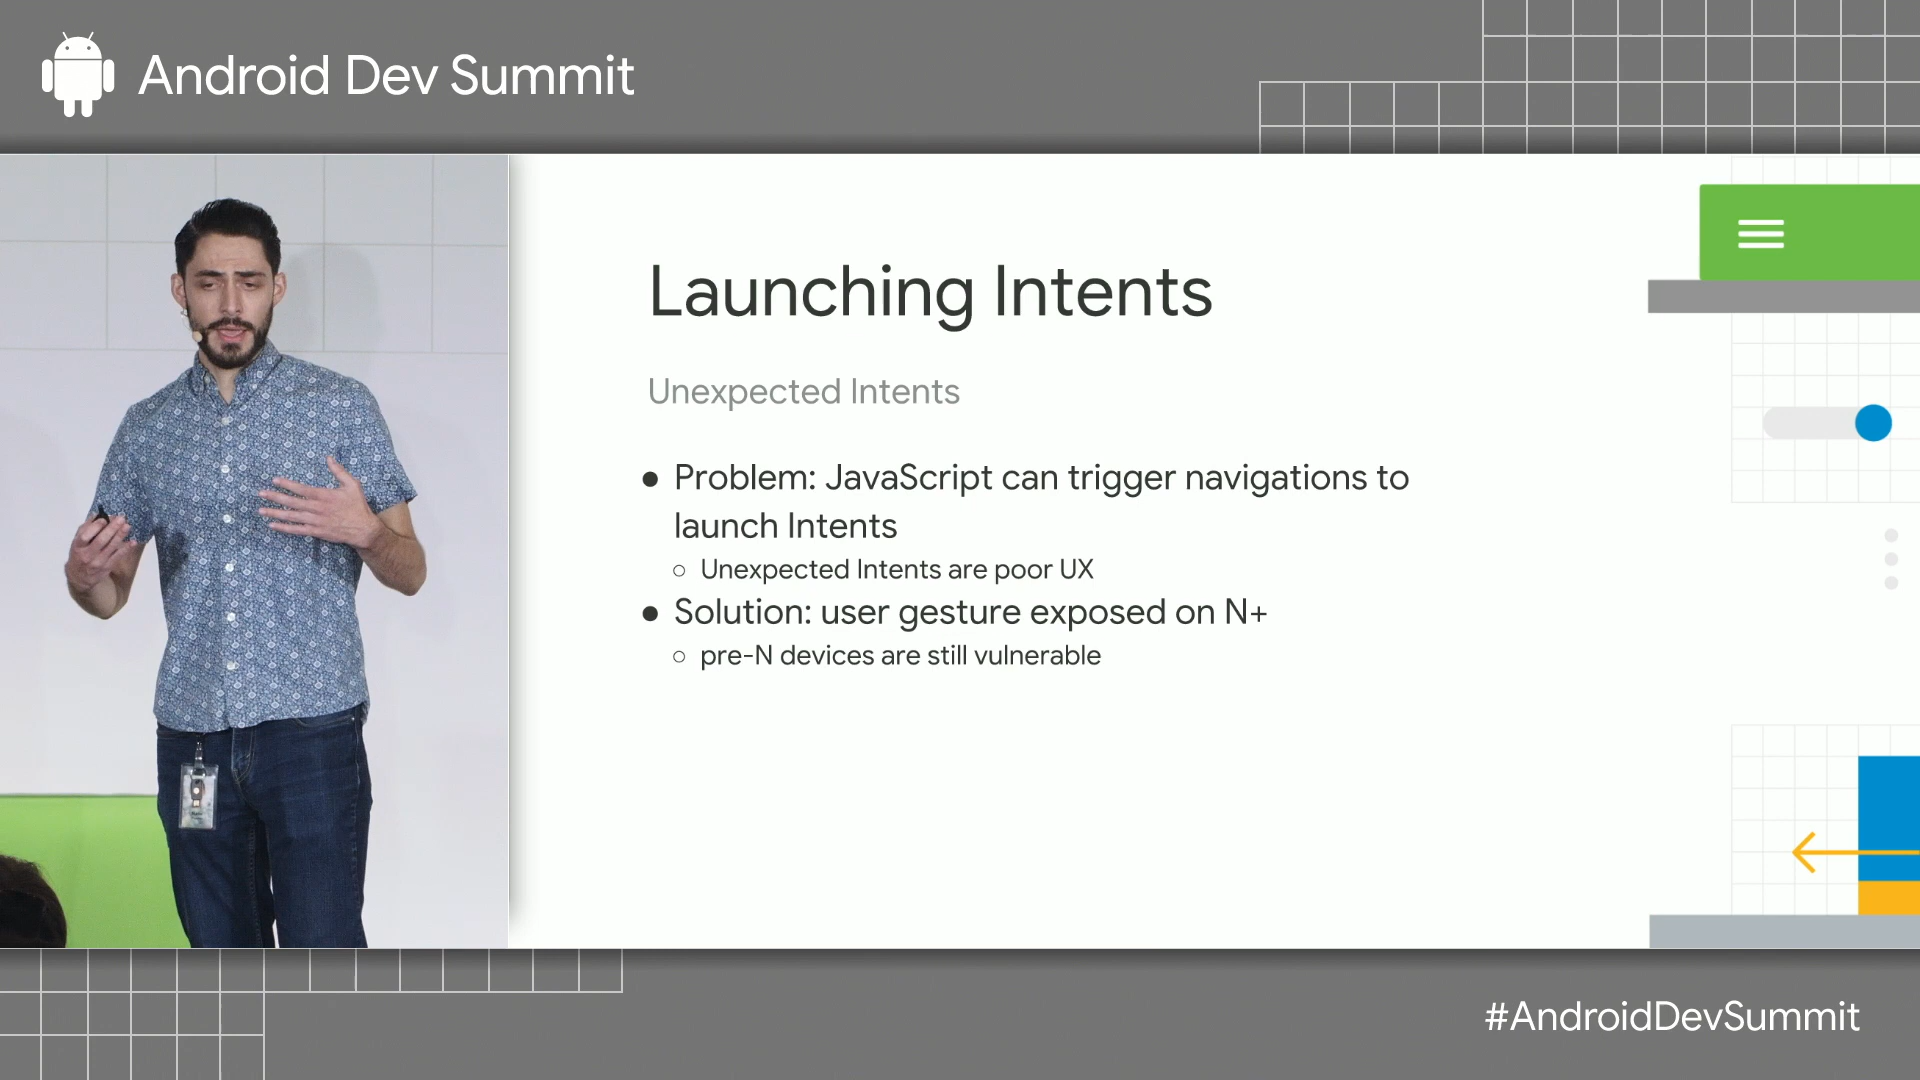 Android Dev Summit
Launching Intents
Unexpected Intents
● Problem: JavaScript can trigger navigations to
launch Intents
○ Unexpected Intents are poor UX
● Solution: user gesture exposed on N+
○ pre-N devices are still vulnerable
#AndroidDevSummit